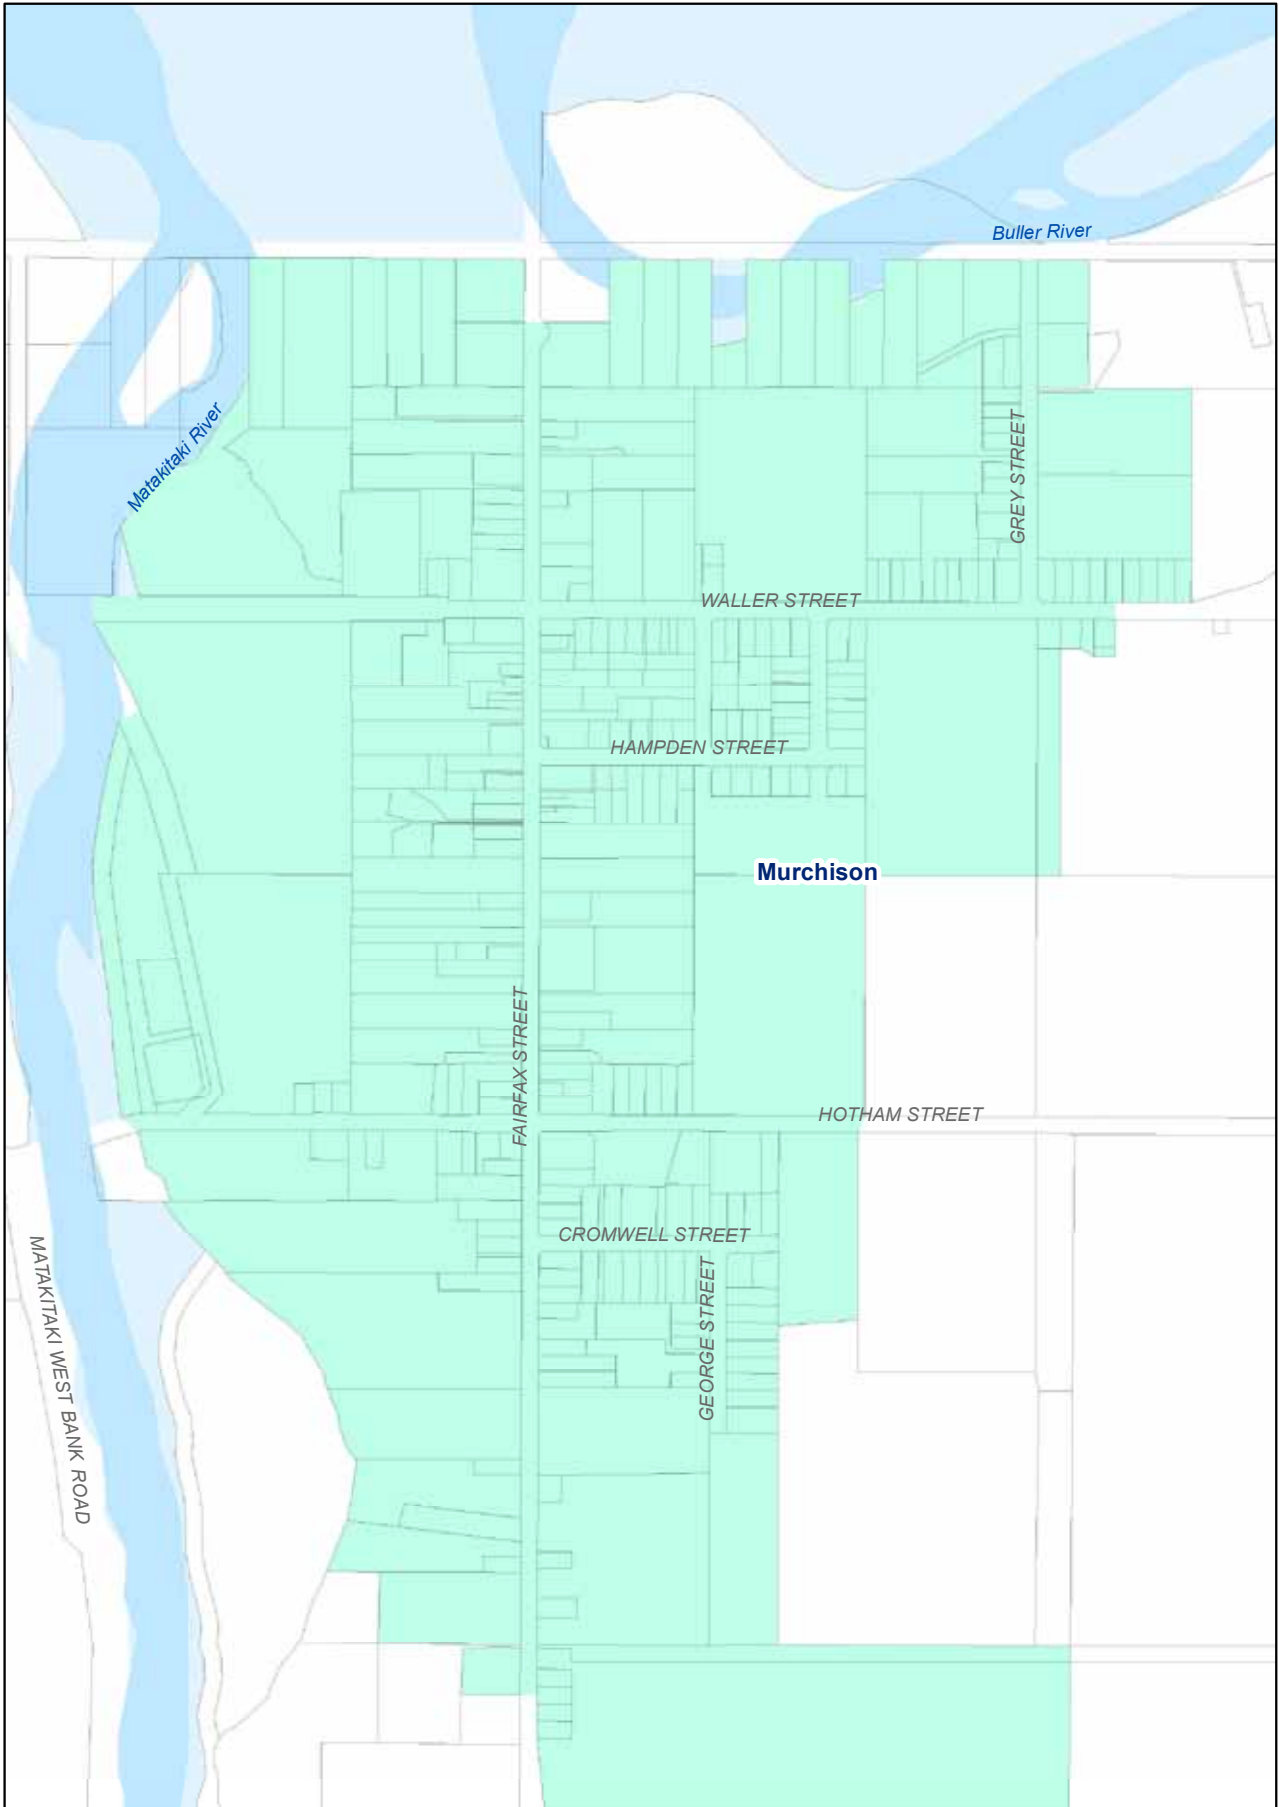 Buller River
Matakitaki River
GREY STREET
WALLER STREET
HAMPDEN STREET
Murchison
FAIRFAX STREET
HOTHAM STREET
CROMWELL STREET
GEORGE STREET
MATAKITAKI WEST BANK ROAD